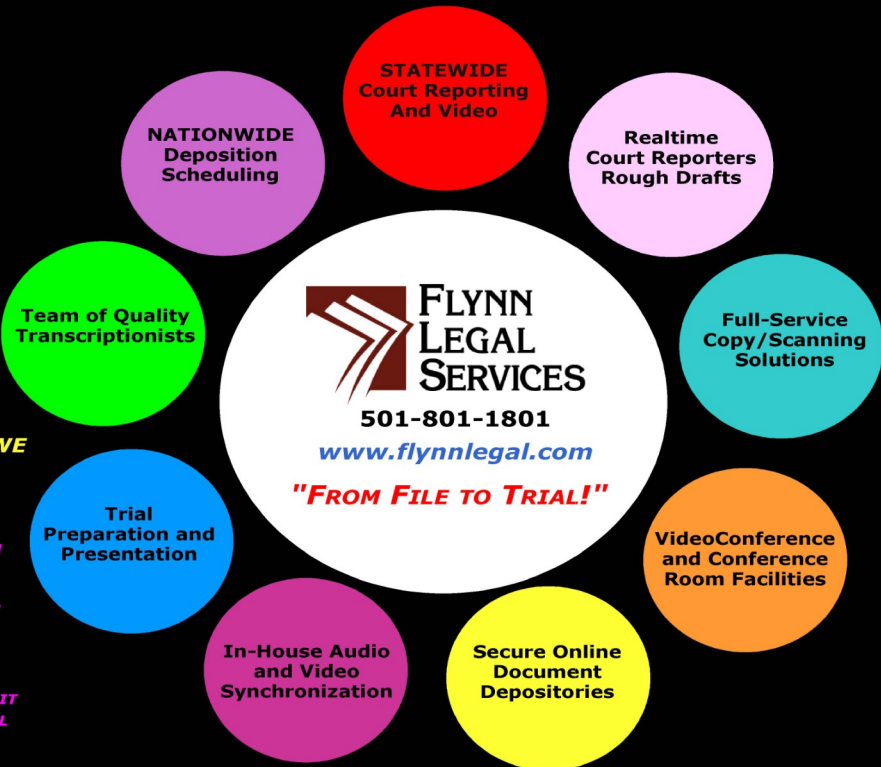 STATEWIDE
Court Reporting
And Video
NATIONWIDE
Deposition
Scheduling
Realtime
Court Reporters
Rough Drafts
Team of Quality
Transcriptionists
Full-Service
Copy/Scanning
Solutions
FLYNN
LEGAL
SERVICES
501-801-1801
www.flynnlegal.com
"FROM FILE TO TRIAL!"
WE
Trial
Preparation and
Presentation
VideoConference
and Conference
Room Facilities
In-House Audio
and Video
Synchronization
Secure Online
Document
Depositories
IT